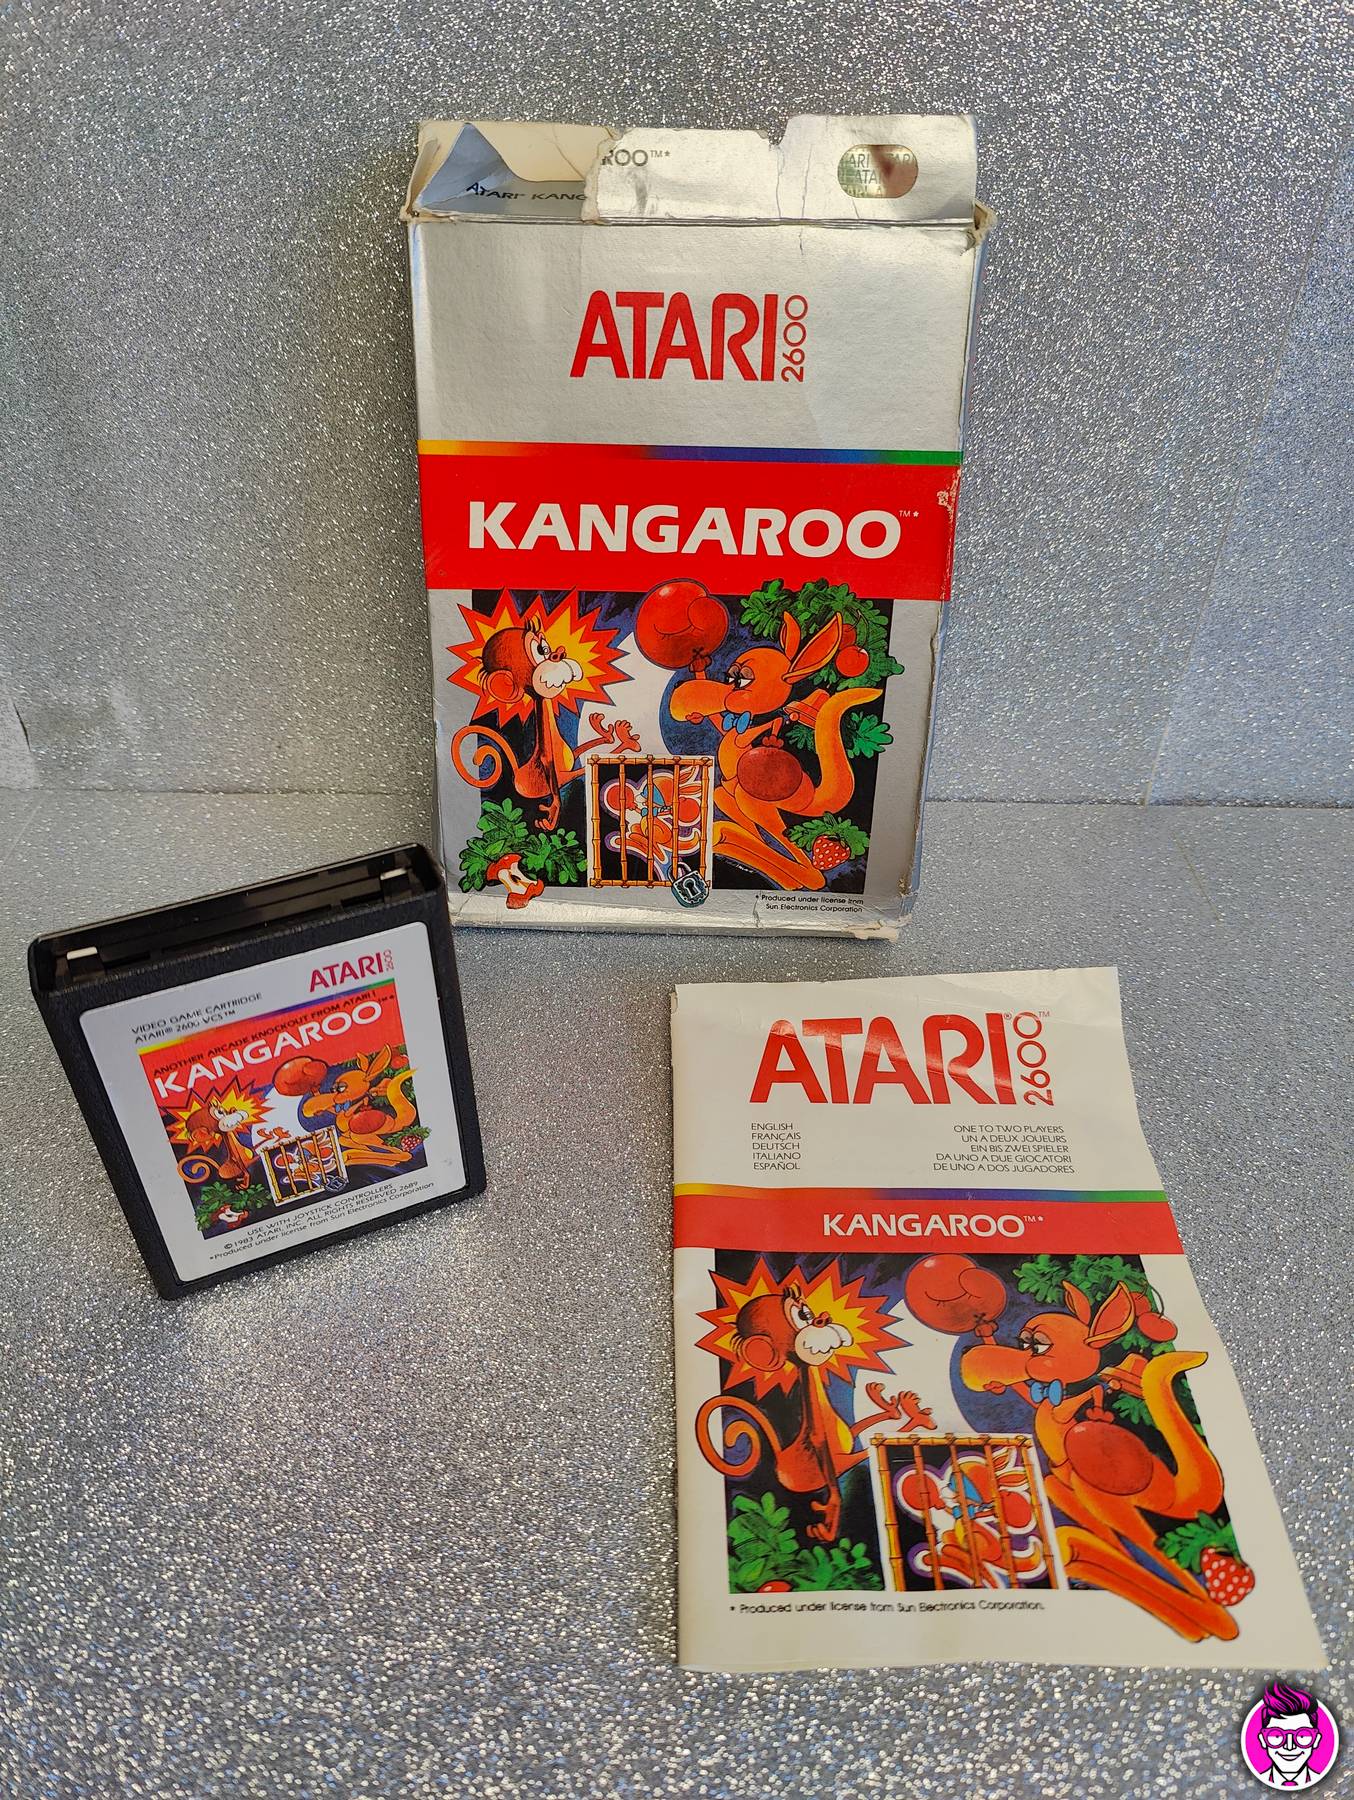 ROO™*
ATARI® KANG
ATARI 2600
KANGAROO™*
* Produced under license from
Sun Electronics Corporation
ATARI 2600
VIDEO GAME CARTRIDGE
ATARI® 2600 VCS™
ANOTHER ARCADE KNOCKOUT FROM ATARI!
KANGAROO™*
USE WITH JOYSTICK CONTROLLERS
©1983 ATARI, INC. ALL RIGHTS RESERVED 2689
*Produced under license from Sun Electronics Corporation
ATARI® 2600™
ENGLISH
FRANÇAIS
DEUTSCH
ITALIANO
ESPAÑOL
ONE TO TWO PLAYERS
UN A DEUX JOUEURS
EIN BIS ZWEI SPIELER
DA UNO A DUE GIOCATORI
DE UNO A DOS JUGADORES
KANGAROO™*
* Produced under license from Sun Electronics Corporation.